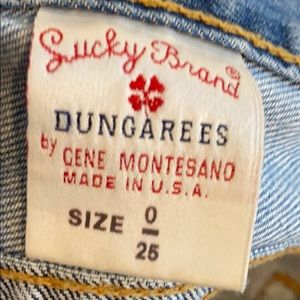 Lucky Brand ®
DUNGAREES
by GENE MONTESANO
MADE IN U.S.A.
SIZE 0
25